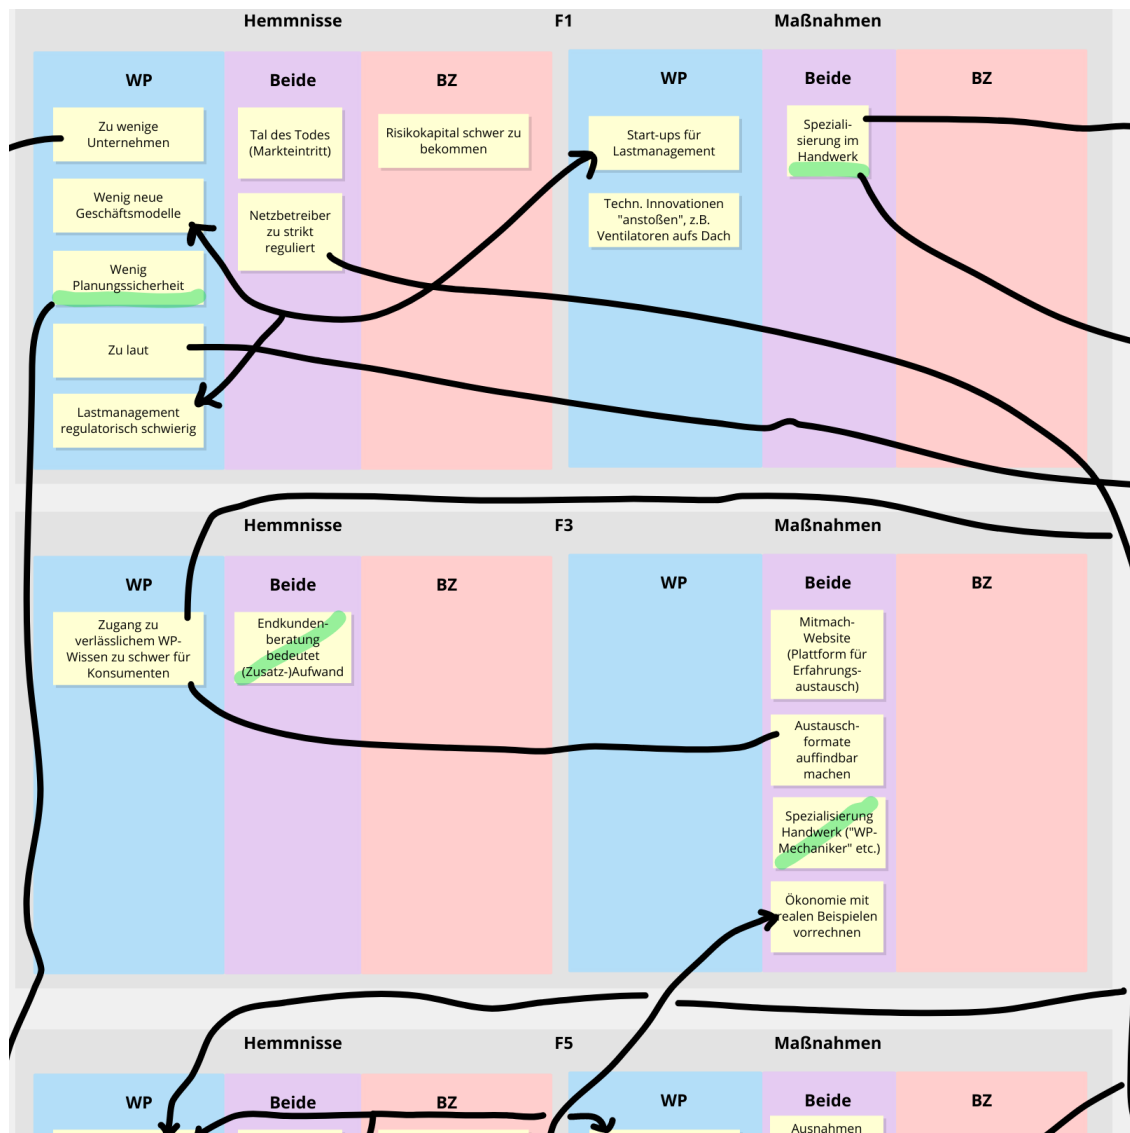 Hemmnisse
F1
Maßnahmen
WP
Beide
BZ
WP
Beide
BZ
Zu wenige
Unternehmen
Wenig neue
Geschäftsmodelle
Wenig
Planungssicherheit
Zu laut
Lastmanagement
regulatorisch schwierig
Tal des Todes
(Markteintritt)
Netzbetreiber
zu strikt
reguliert
Risikokapital schwer zu
bekommen
Start-ups für
Lastmanagement
Techn. Innovationen
"anstoßen", z.B.
Ventilatoren aufs Dach
Speziali-
sierung im
Handwerk
Hemmnisse
F3
Maßnahmen
WP
Beide
BZ
WP
Beide
BZ
Zugang zu
verlässlichem WP-
Wissen zu schwer für
Konsumenten
Endkunden-
beratung
bedeutet
(Zusatz-)Aufwand
Mitmach-
Website
(Plattform für
Erfahrungs-
austausch)
Austausch-
formate
auffindbar
machen
Spezialisierung
Handwerk ("WP-
Mechaniker" etc.)
Ökonomie mit
realen Beispielen
vorrechnen
Hemmnisse
F5
Maßnahmen
WP
Beide
BZ
WP
Beide
BZ
Ausnahmen